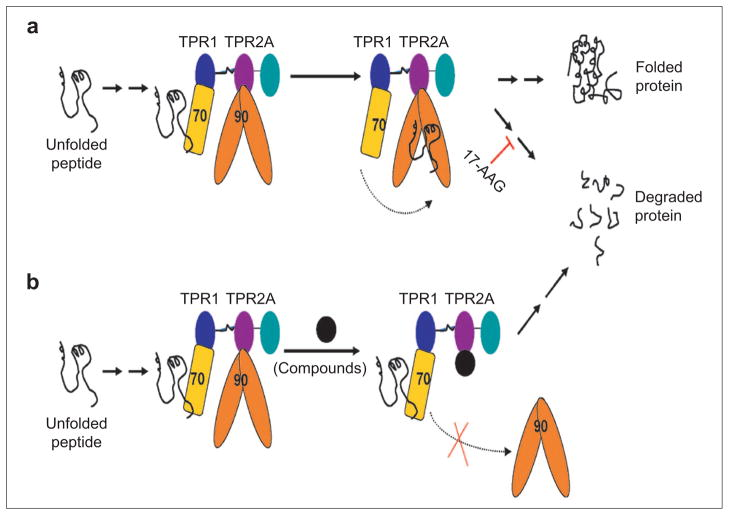 a
TPR1 TPR2A
TPR1 TPR2A
70
90
70
90
Unfolded
peptide
Folded
protein
17-AAG
Degraded
protein
b
TPR1 TPR2A
TPR1 TPR2A
70
90
(Compounds)
70
90
Unfolded
peptide